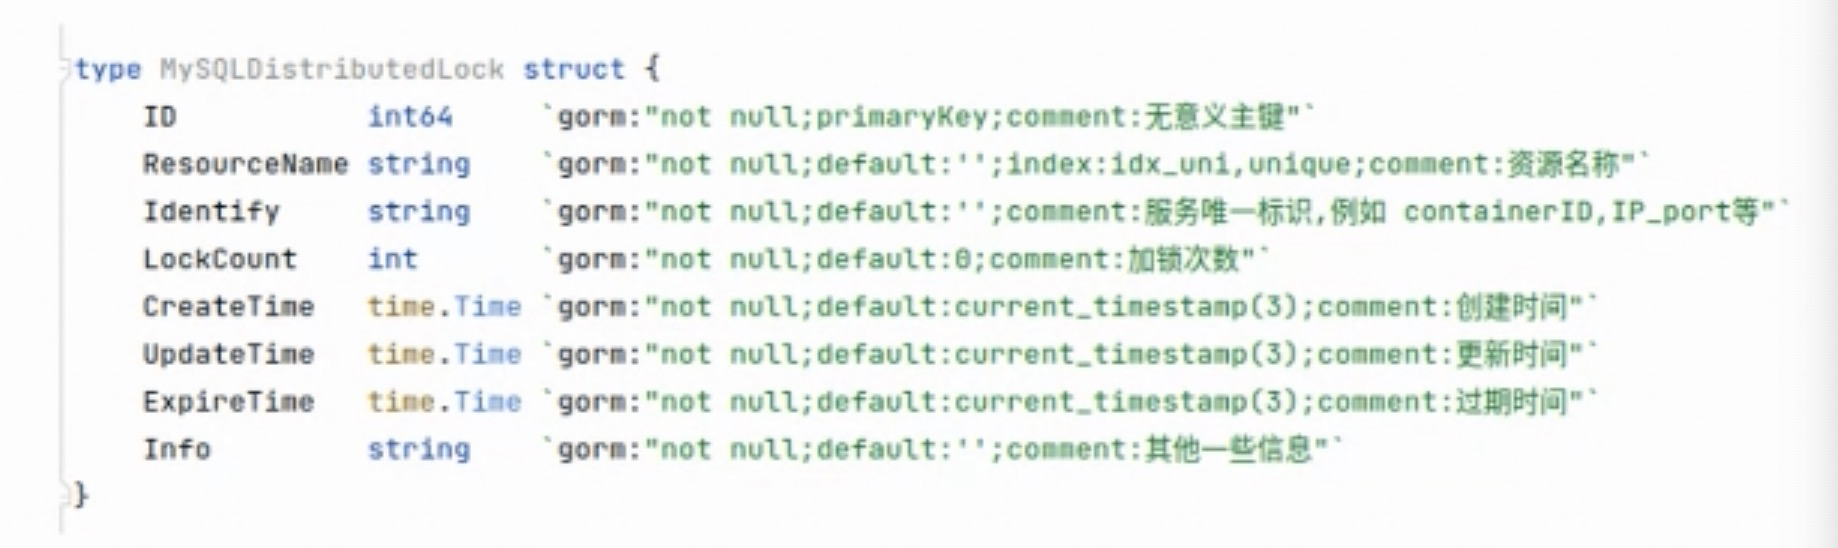 type MySQLDistributedLock struct {
    ID           int64     `gorm:"not null;primaryKey;comment:无意义主键"`
    ResourceName string    `gorm:"not null;default:'';index:idx_uni,unique;comment:资源名称"`
    Identify     string    `gorm:"not null;default:'';comment:服务唯一标识,例如 containerID,IP_port等"`
    LockCount    int       `gorm:"not null;default:0;comment:加锁次数"`
    CreateTime   time.Time `gorm:"not null;default:current_timestamp(3);comment:创建时间"`
    UpdateTime   time.Time `gorm:"not null;default:current_timestamp(3);comment:更新时间"`
    ExpireTime   time.Time `gorm:"not null;default:current_timestamp(3);comment:过期时间"`
    Info         string    `gorm:"not null;default:'';comment:其他一些信息"`
}